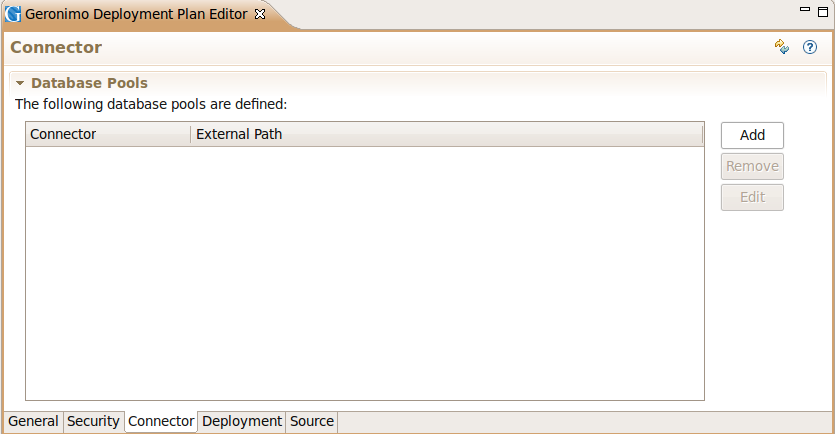 Geronimo Deployment Plan Editor
Connector
Database Pools
The following database pools are defined:
Connector External Path
Add
Remove
Edit
General Security Connector Deployment Source